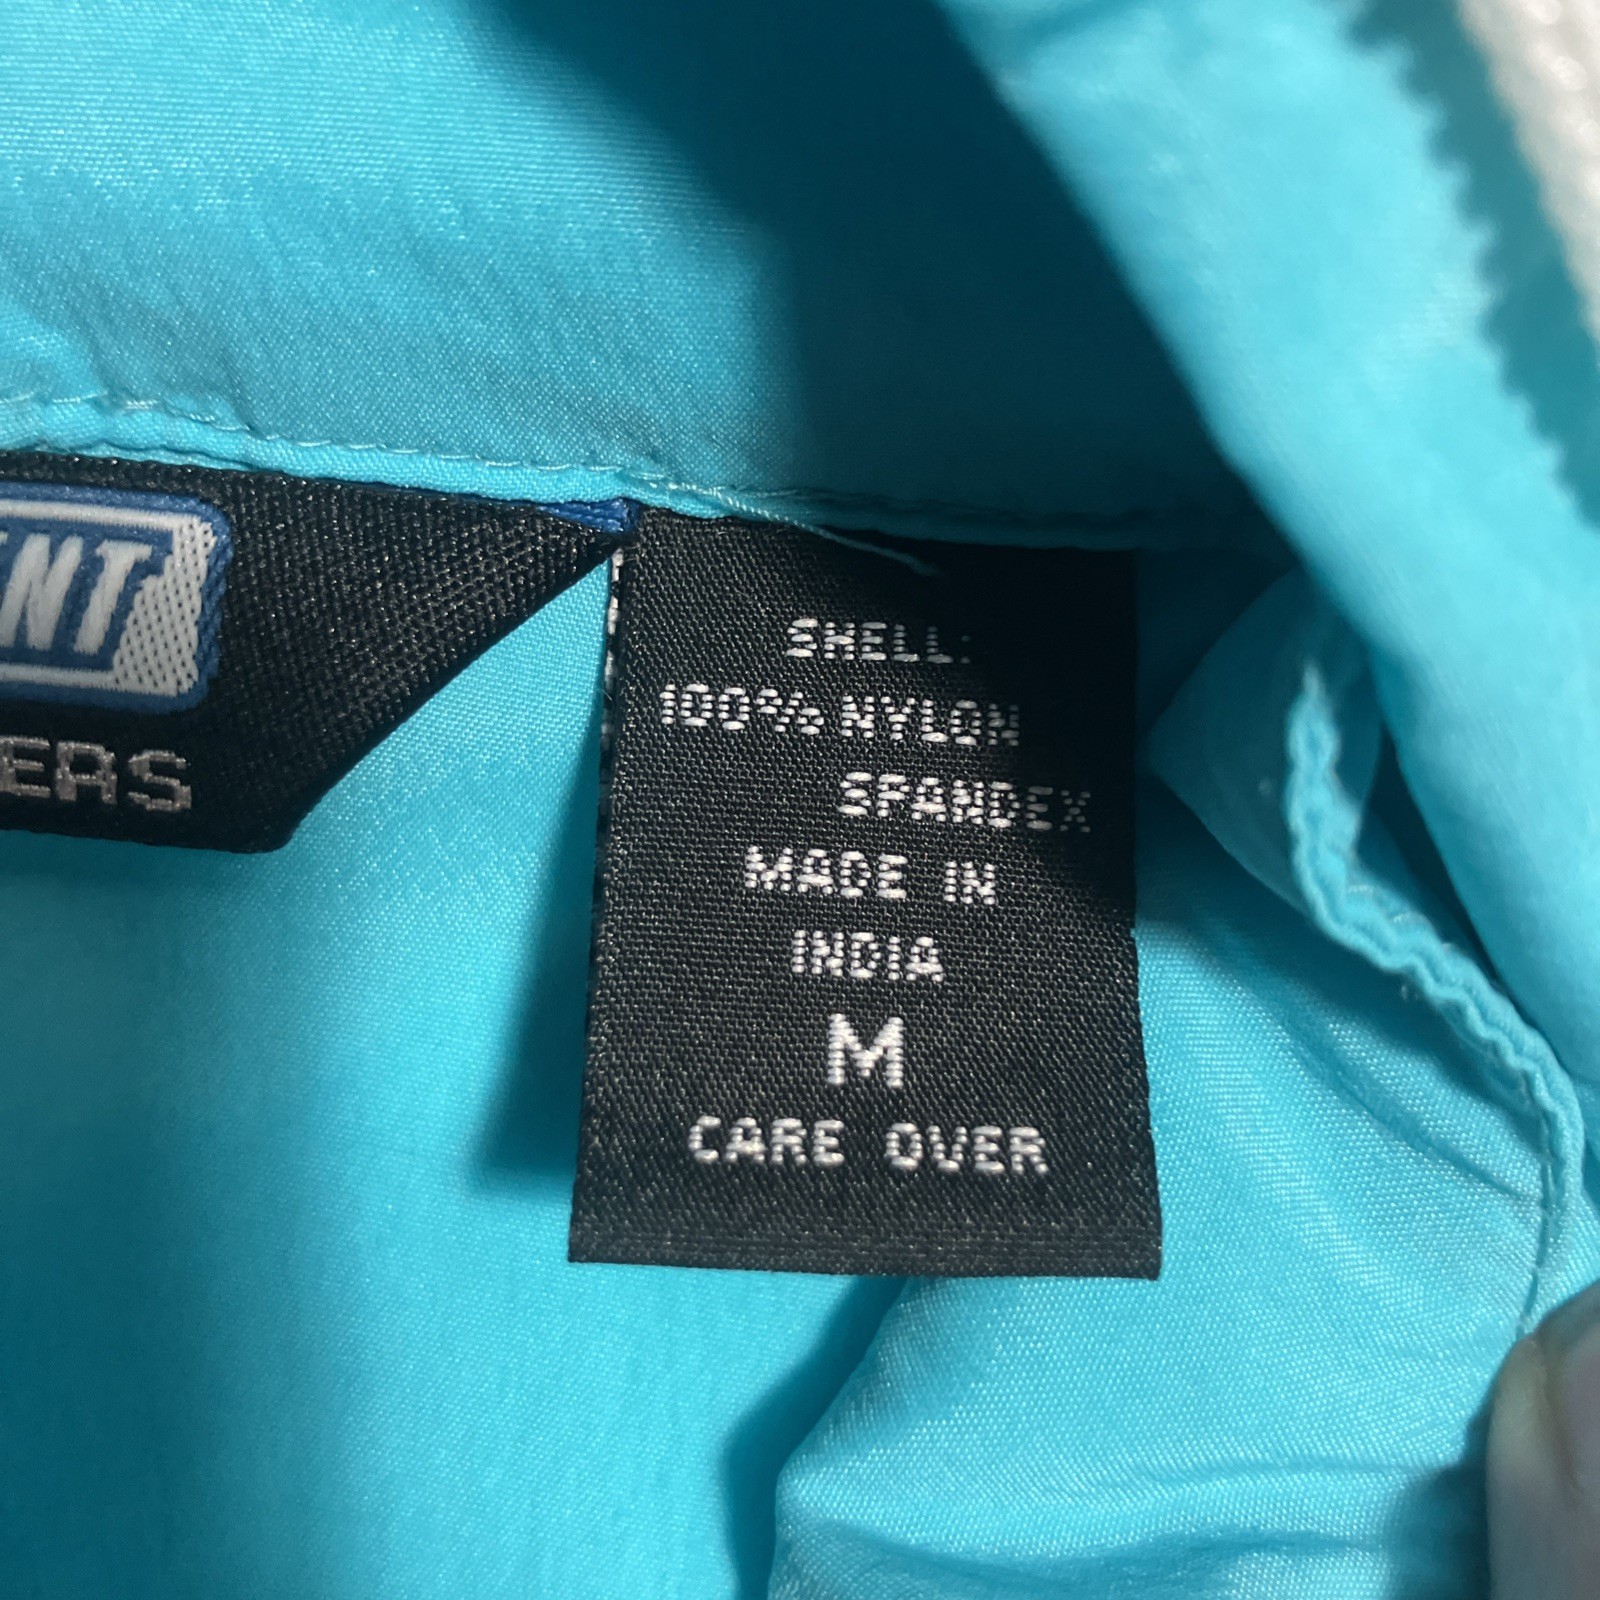 ENT
ERS
SHELL:
100% NYLON
SPANDEX
MADE IN
INDIA
M
CARE OVER